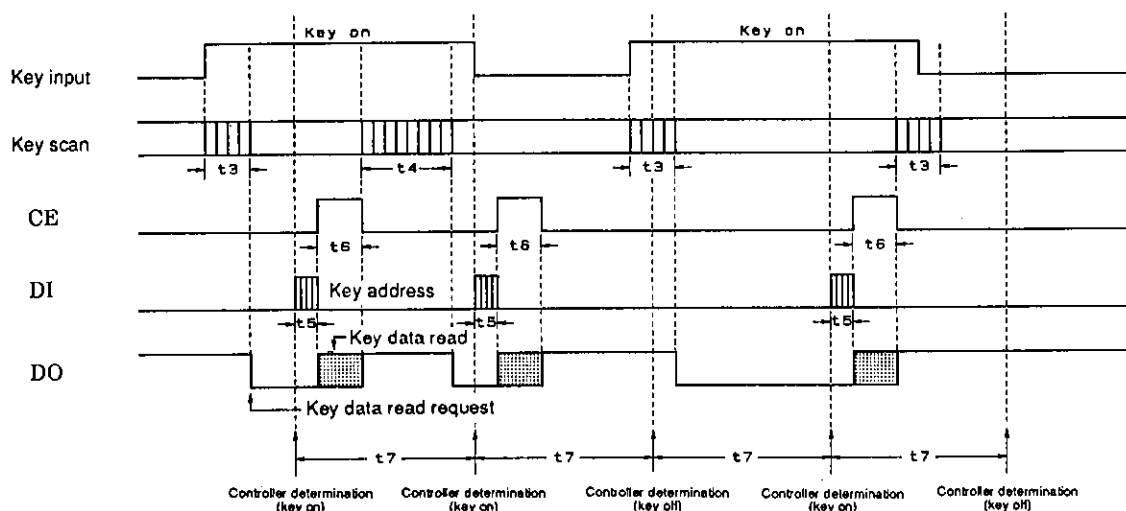 Key on
Key on
Key input
Key scan
t3
t4
t3
t3
CE
t6
t6
t6
DI
Key address
t5
t5
t5
Key data read
DO
Key data read request
t7
t7
t7
t7
Controller determination
(key on)
Controller determination
(key on)
Controller determination
(key off)
Controller determination
(key on)
Controller determination
(key off)